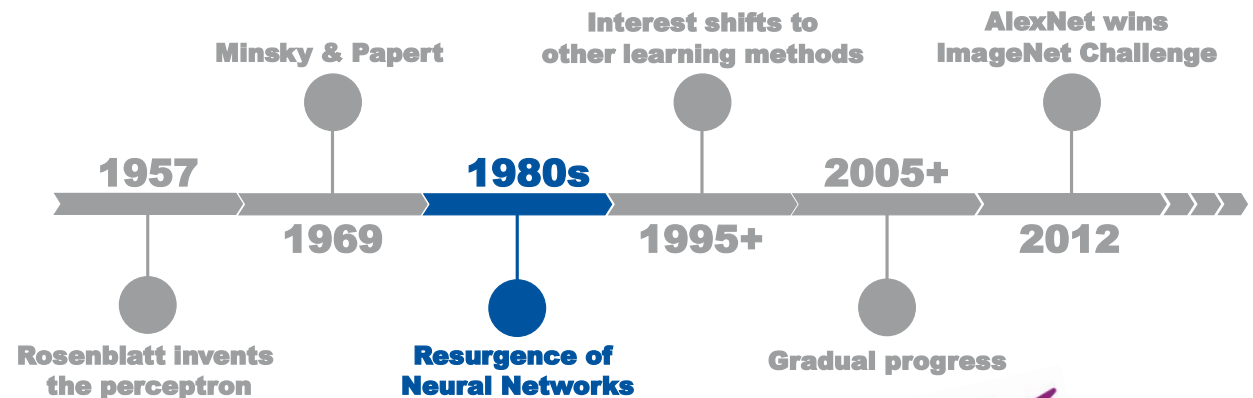 Interest shifts to
other learning methods
AlexNet wins
ImageNet Challenge
Minsky & Papert
1957
1980s
2005+
1969
1995+
2012
Rosenblatt invents
the perceptron
Resurgence of
Neural Networks
Gradual progress